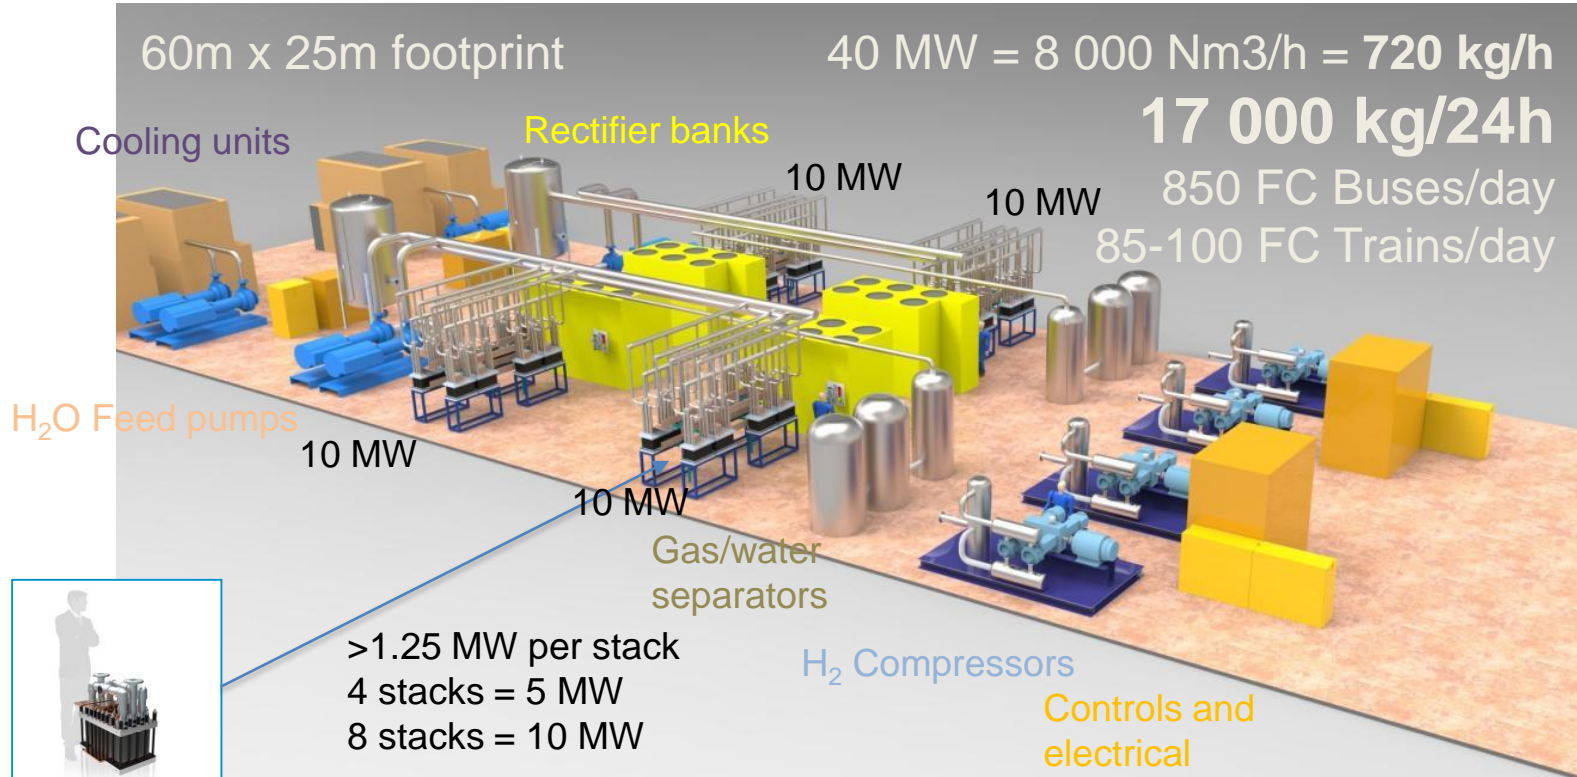 60m x 25m footprint
40 MW = 8 000 Nm3/h = 720 kg/h
17 000 kg/24h
850 FC Buses/day
85-100 FC Trains/day
Cooling units
Rectifier banks
10 MW
10 MW
H₂O Feed pumps
10 MW
10 MW
Gas/water
separators
>1.25 MW per stack
4 stacks = 5 MW
8 stacks = 10 MW
H₂ Compressors
Controls and
electrical